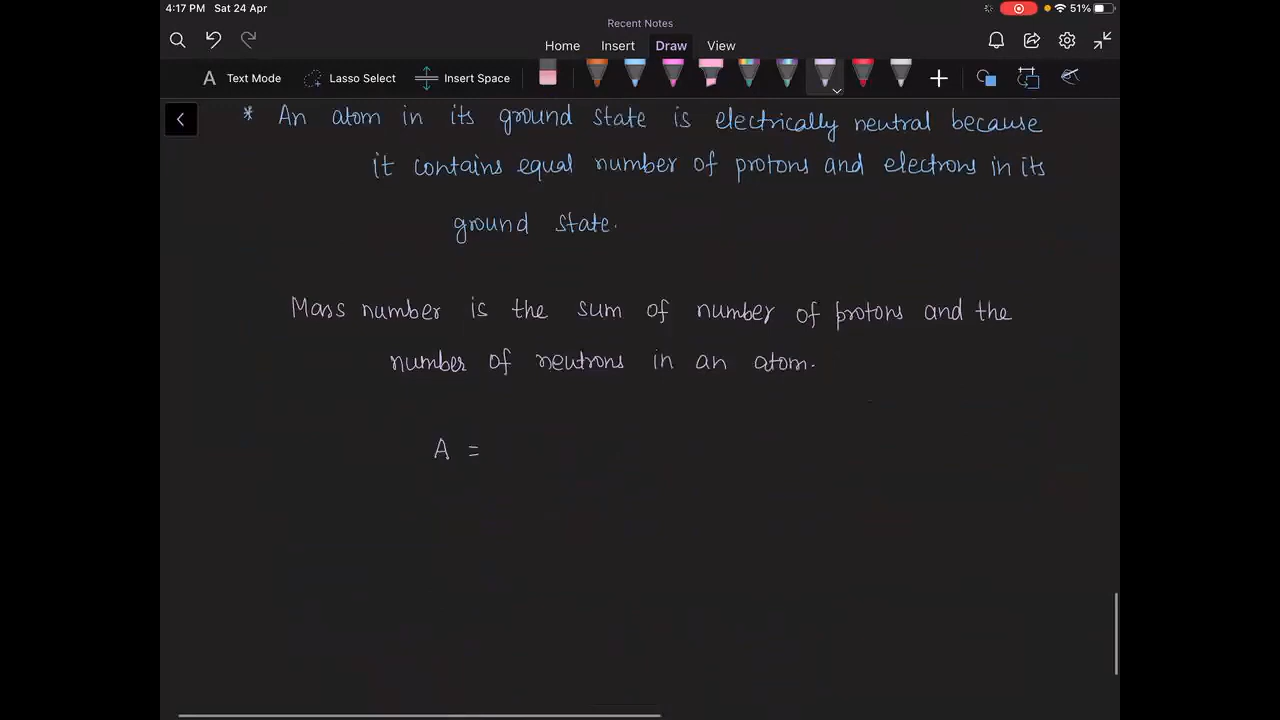 4:17 PM Sat 24 Apr
51%
Recent Notes
Home Insert Draw View
Text Mode Lasso Select Insert Space
* An atom in its ground state is electrically neutral because
it contains equal number of protons and electrons in its
ground state.
Mass number is the sum of number of protons and the
number of neutrons in an atom.
A =